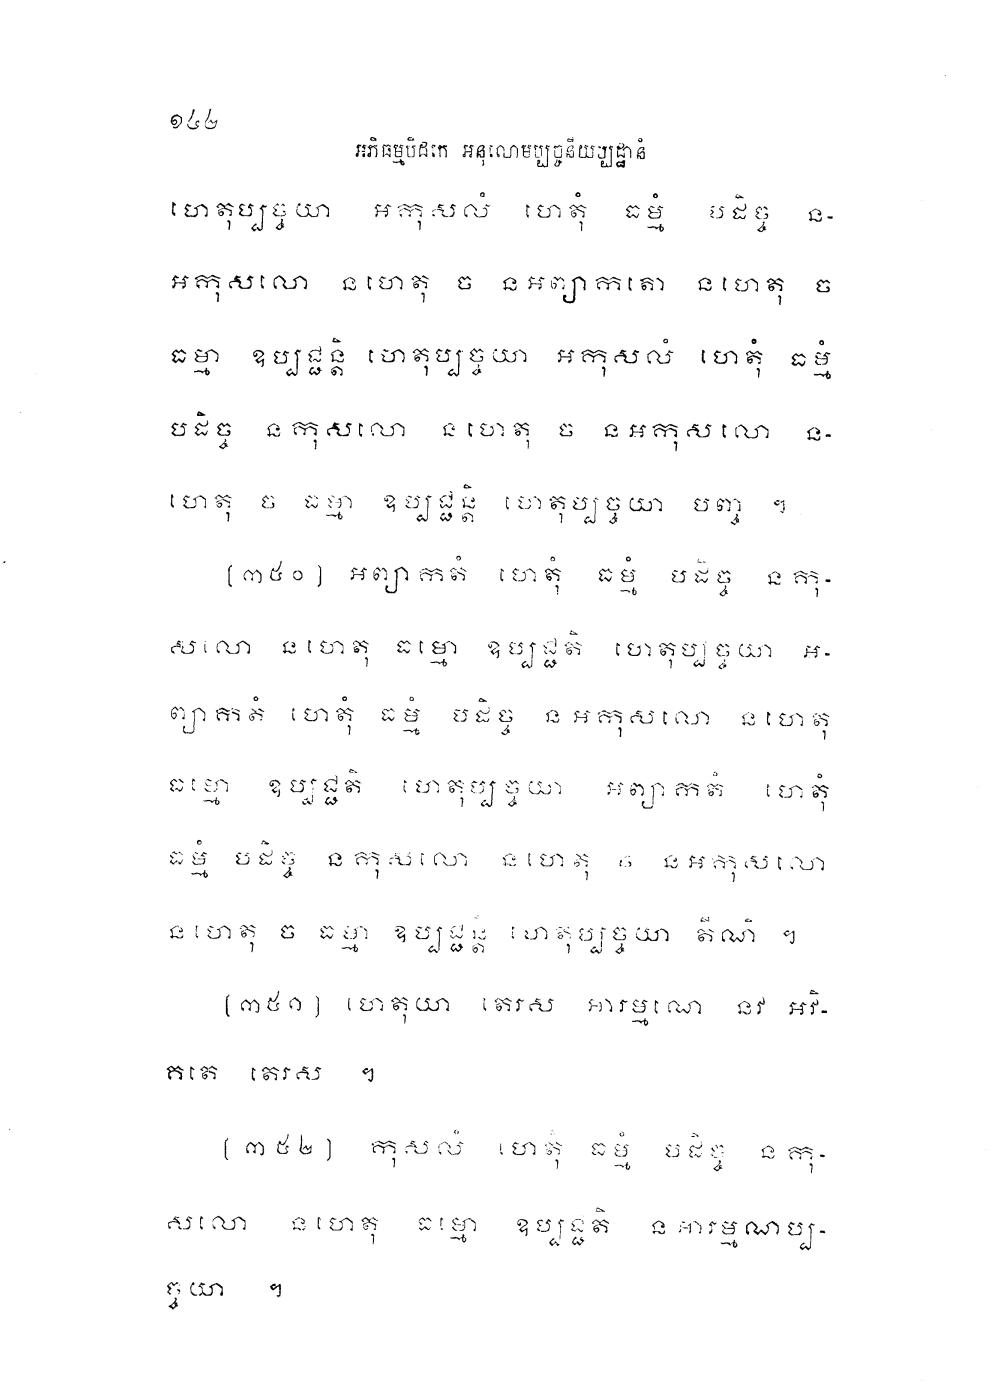 ១៤២
អភិធម្មបិដកេ អនុលោមប្បច្ចនីយប្បដ្ឋានំ
ហេតុប្បច្ចយា អកុសលំ ហេតុំ ធម្មំ បដិច្ច ន-
អកុសលោ នហេតុ ច នអព្យាកតោ នហេតុ ច
ធម្មា ឧប្បជ្ជន្តិ ហេតុប្បច្ចយា អកុសលំ ហេតុំ ធម្មំ
បដិច្ច នកុសលោ នហេតុ ច នអកុសលោ ន-
ហេតុ ច ធម្មា ឧប្បជ្ជន្តិ ហេតុប្បច្ចយា បញ្ច ។
[៣៥០] អព្យាកតំ ហេតុំ ធម្មំ បដិច្ច នកុ-
សលោ នហេតុ ធម្មោ ឧប្បជ្ជតិ ហេតុប្បច្ចយា អ-
ព្យាកតំ ហេតុំ ធម្មំ បដិច្ច នអកុសលោ នហេតុ
ធម្មោ ឧប្បជ្ជតិ ហេតុប្បច្ចយា អព្យាកតំ ហេតុំ
ធម្មំ បដិច្ច នកុសលោ នហេតុ ច នអកុសលោ
នហេតុ ច ធម្មា ឧប្បជ្ជន្តិ ហេតុប្បច្ចយា តីណិ ។
[៣៥១] ហេតុយា តេរស អារម្មណេ នវ អវិ-
កតេ តេរស ។
[៣៥២] កុសលំ ហេតុំ ធម្មំ បដិច្ច នកុ-
សលោ នហេតុ ធម្មោ ឧប្បជ្ជតិ នអារម្មណប្ប-
ច្ចយា ។